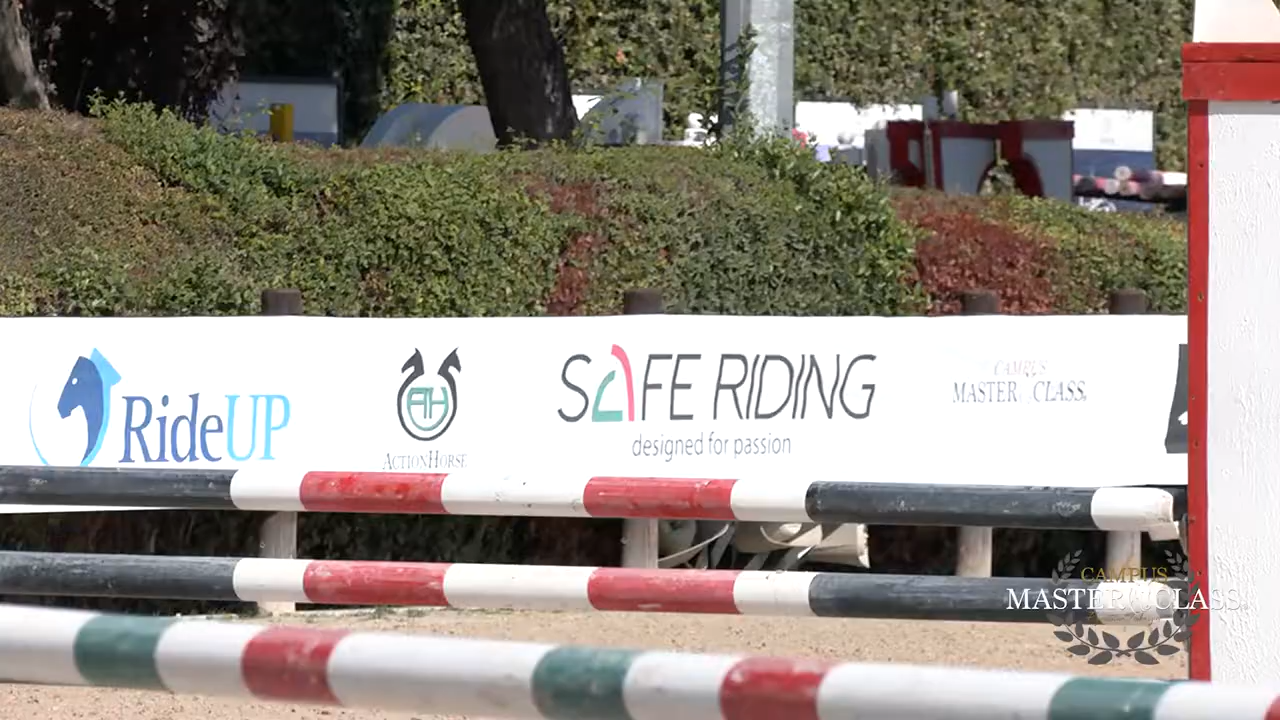 RideUP
AH
ACTIONHORSE
SAFE RIDING
designed for passion
CAMPUS
MASTER CLASS
CAMPUS
MASTER CLASS